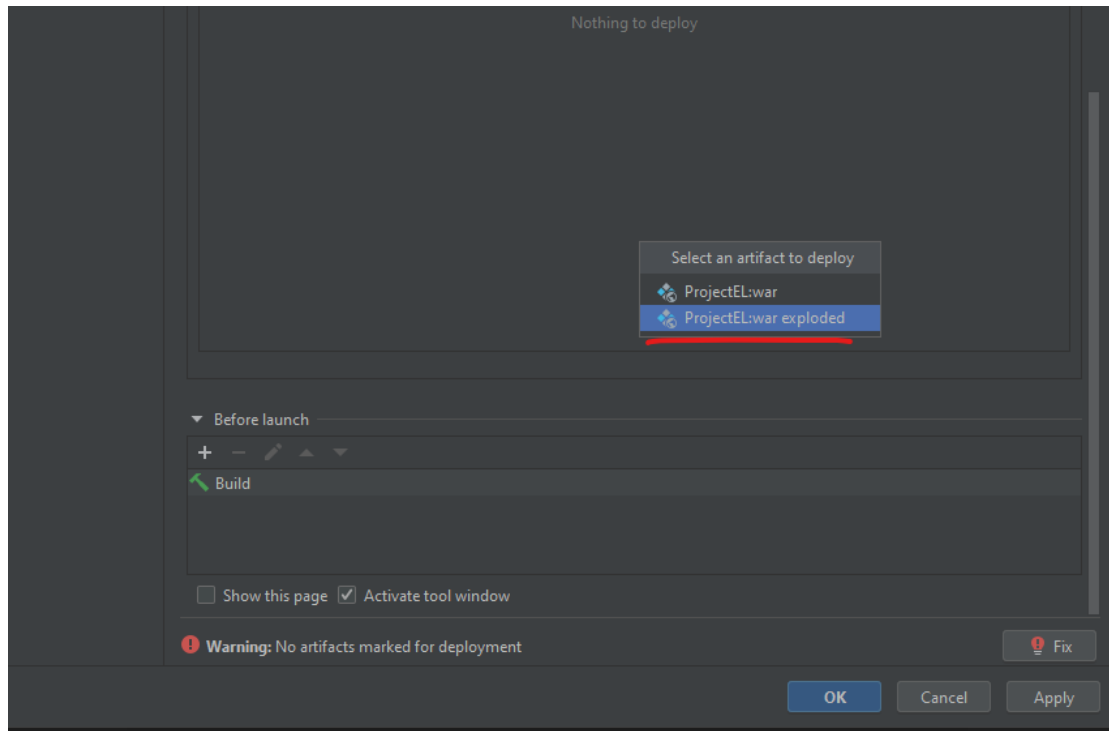 Nothing to deploy
Select an artifact to deploy
ProjectEL:war
ProjectEL:war exploded
Before launch
Build
Show this page Activate tool window
Warning: No artifacts marked for deployment Fix
OK Cancel Apply